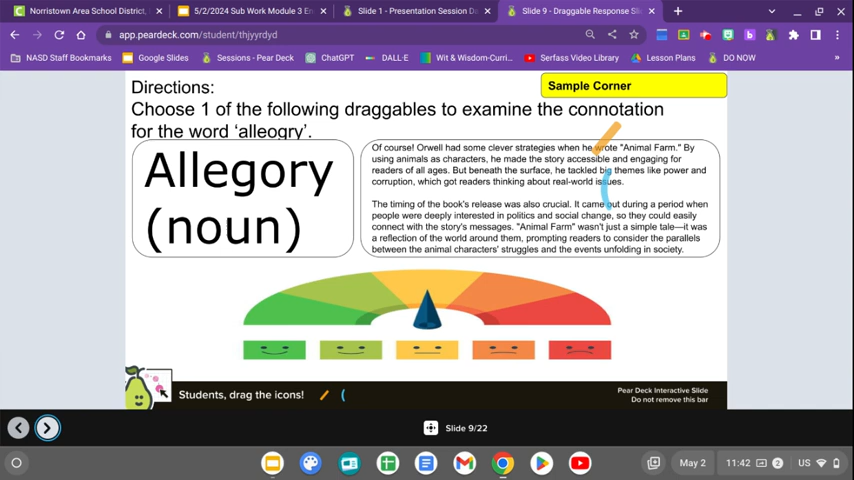 Norristown Area School District,
5/2/2024 Sub Work Module 3 En
Slide 1 - Presentation Session Da
Slide 9 - Draggable Response Sli
app.peardeck.com/student/thjyyrdyd
NASD Staff Bookmarks
Google Slides
Sessions - Pear Deck
ChatGPT
DALL·E
Wit & Wisdom-Curri...
Serfass Video Library
Lesson Plans
DO NOW
»
Directions:
Sample Corner
Choose 1 of the following draggables to examine the connotation
for the word ‘alleogry’.
Allegory
(noun)
Of course! Orwell had some clever strategies when he wrote "Animal Farm." By
using animals as characters, he made the story accessible and engaging for
readers of all ages. But beneath the surface, he tackled big themes like power and
corruption, which got readers thinking about real-world issues.
The timing of the book's release was also crucial. It came out during a period when
people were deeply interested in politics and social change, so they could easily
connect with the story's messages. "Animal Farm" wasn't just a simple tale—it was
a reflection of the world around them, prompting readers to consider the parallels
between the animal characters' struggles and the events unfolding in society.
Students, drag the icons!
Pear Deck Interactive Slide
Do not remove this bar
Slide 9/22
May 2
11:42
2
US